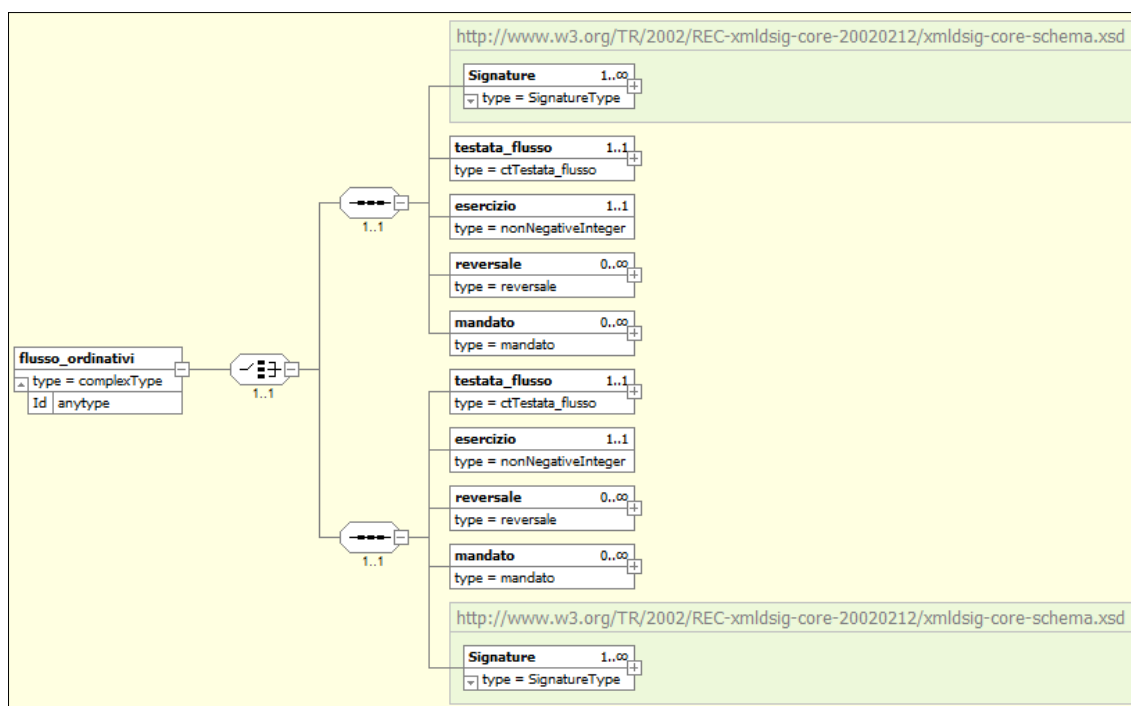 http://www.w3.org/TR/2002/REC-xmldsig-core-20020212/xmldsig-core-schema.xsd
Signature 1..∞
type = SignatureType
testata_flusso 1..1
type = ctTestata_flusso
esercizio 1..1
type = nonNegativeInteger
1..1
reversale 0..∞
type = reversale
mandato 0..∞
type = mandato
flusso_ordinativi
type = complexType
Id anytype
1..1
testata_flusso 1..1
type = ctTestata_flusso
esercizio 1..1
type = nonNegativeInteger
reversale 0..∞
type = reversale
1..1
mandato 0..∞
type = mandato
http://www.w3.org/TR/2002/REC-xmldsig-core-20020212/xmldsig-core-schema.xsd
Signature 1..∞
type = SignatureType